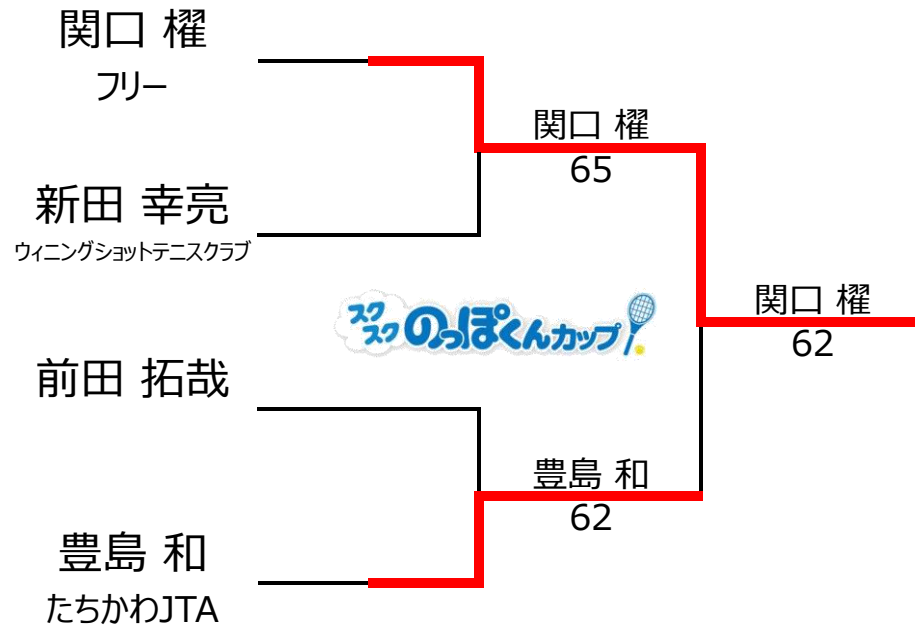 関口 櫂
フリー
関口 櫂
65
新田 幸亮
ウィニングショットテニスクラブ
関口 櫂
62
スクスク のっぽくんカップ
前田 拓哉
豊島 和
62
豊島 和
たちかわJTA